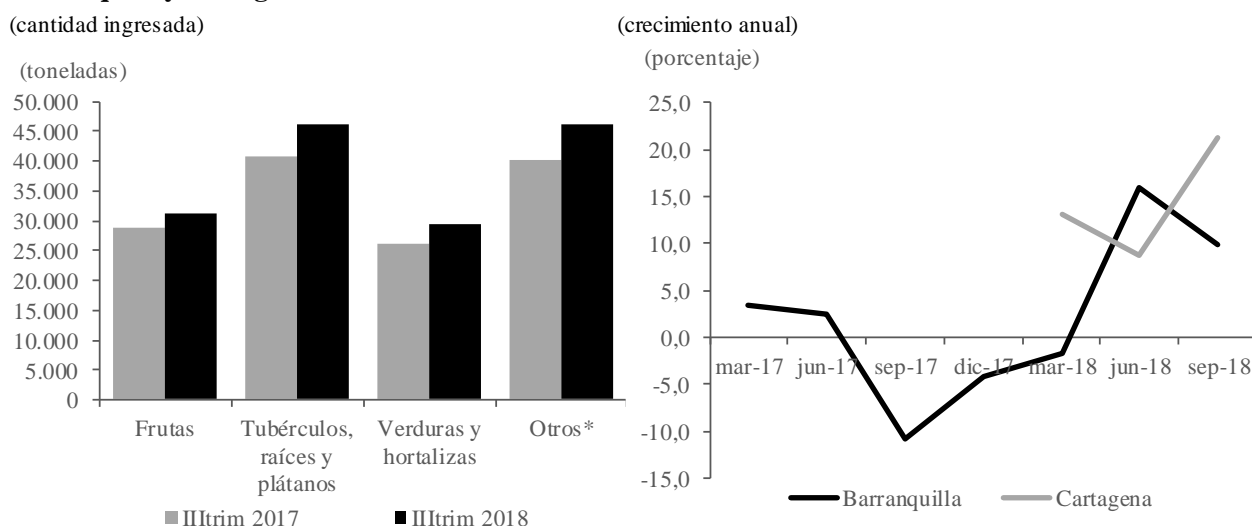 (cantidad ingresada)
(toneladas)
50.000
45.000
40.000
35.000
30.000
25.000
20.000
15.000
10.000
5.000
0
Frutas
Tubérculos,
raíces y
plátanos
Verduras y
hortalizas
Otros*
IIItrim 2017
IIItrim 2018
(crecimiento anual)
(porcentaje)
25,0
20,0
15,0
10,0
5,0
0,0
-5,0
-10,0
-15,0
mar-17 jun-17 sep-17 dic-17 mar-18 jun-18 sep-18
Barranquilla
Cartagena